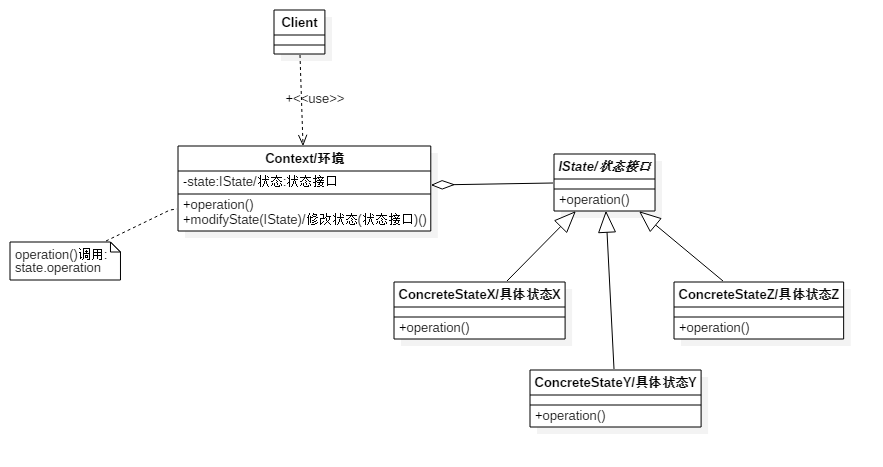 Client
+<<use>>
Context/环境
-state:IState/状态:状态接口
+operation()
+modifyState(IState)/修改状态(状态接口)()
IState/状态接口
+operation()
operation()调用:
state.operation
ConcreteStateX/具体状态X
+operation()
ConcreteStateZ/具体状态Z
+operation()
ConcreteStateY/具体状态Y
+operation()